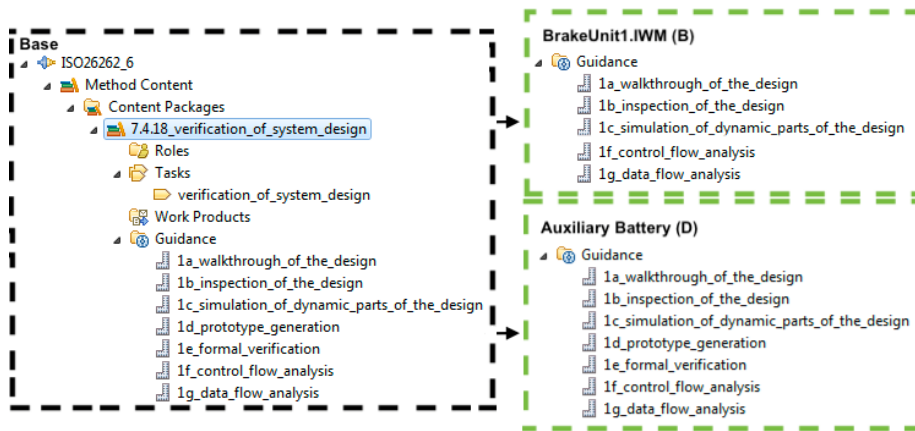 Base
ISO26262_6
Method Content
Content Packages
7.4.18_verification_of_system_design
Roles
Tasks
verification_of_system_design
Work Products
Guidance
1a_walkthrough_of_the_design
1b_inspection_of_the_design
1c_simulation_of_dynamic_parts_of_the_design
1d_prototype_generation
1e_formal_verification
1f_control_flow_analysis
1g_data_flow_analysis
BrakeUnit1.IWM (B)
Guidance
1a_walkthrough_of_the_design
1b_inspection_of_the_design
1c_simulation_of_dynamic_parts_of_the_design
1f_control_flow_analysis
1g_data_flow_analysis
Auxiliary Battery (D)
Guidance
1a_walkthrough_of_the_design
1b_inspection_of_the_design
1c_simulation_of_dynamic_parts_of_the_design
1d_prototype_generation
1e_formal_verification
1f_control_flow_analysis
1g_data_flow_analysis